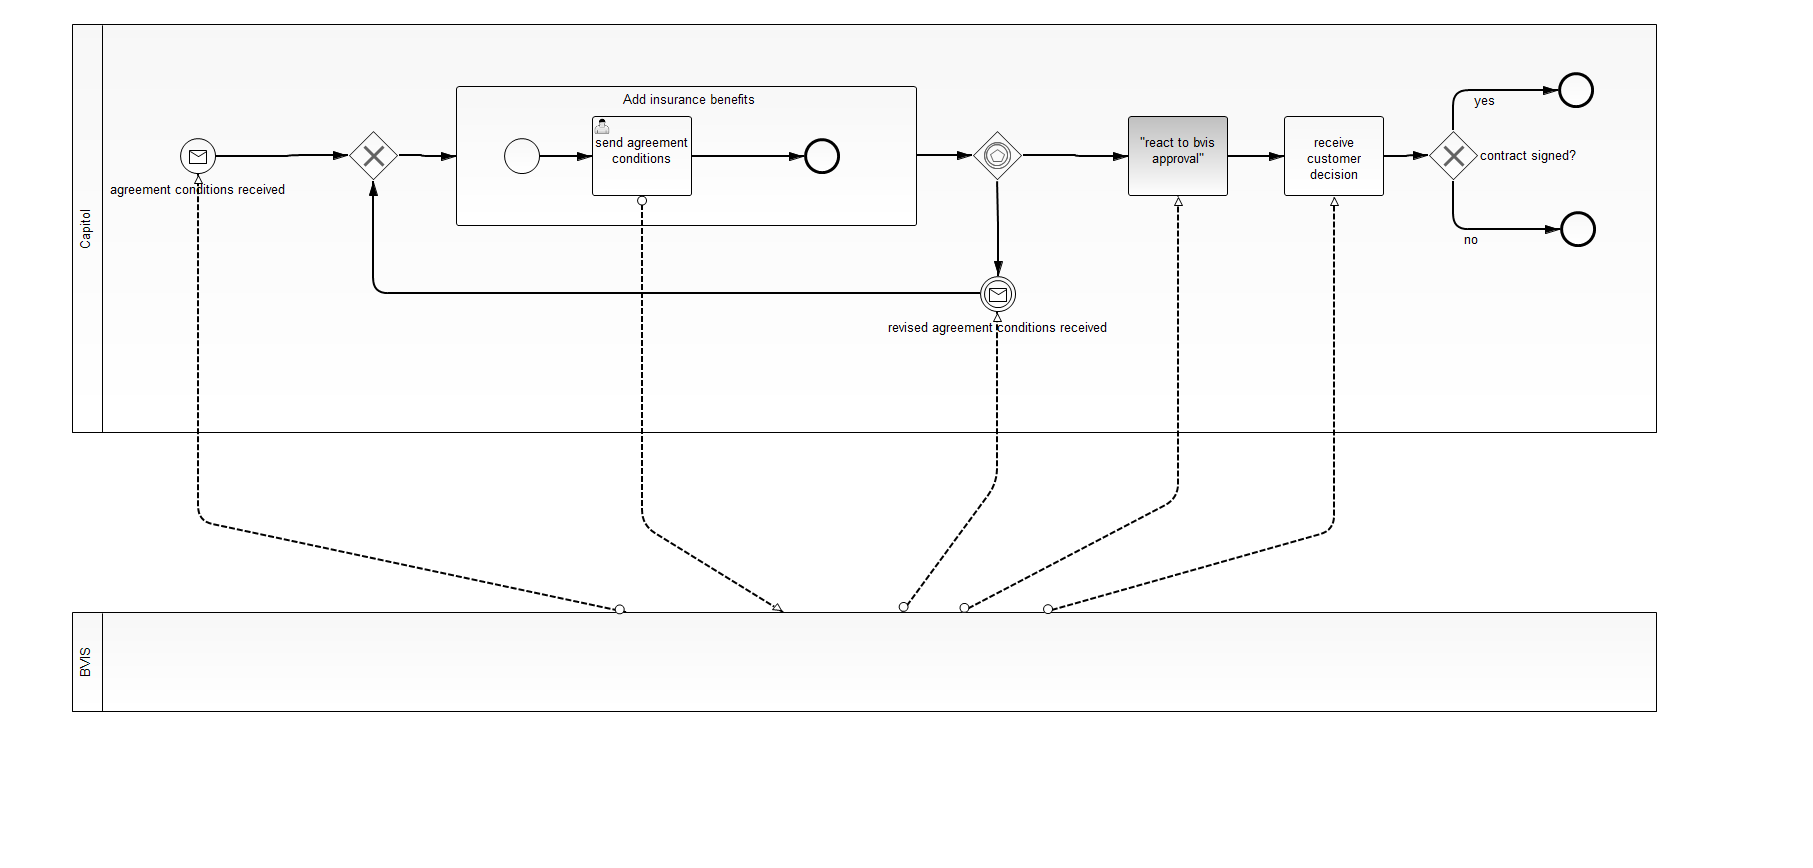 Capitol
agreement conditions received
Add insurance benefits
send agreement
conditions
revised agreement conditions received
"react to bvis
approval"
receive
customer
decision
contract signed?
yes
no
BVIS